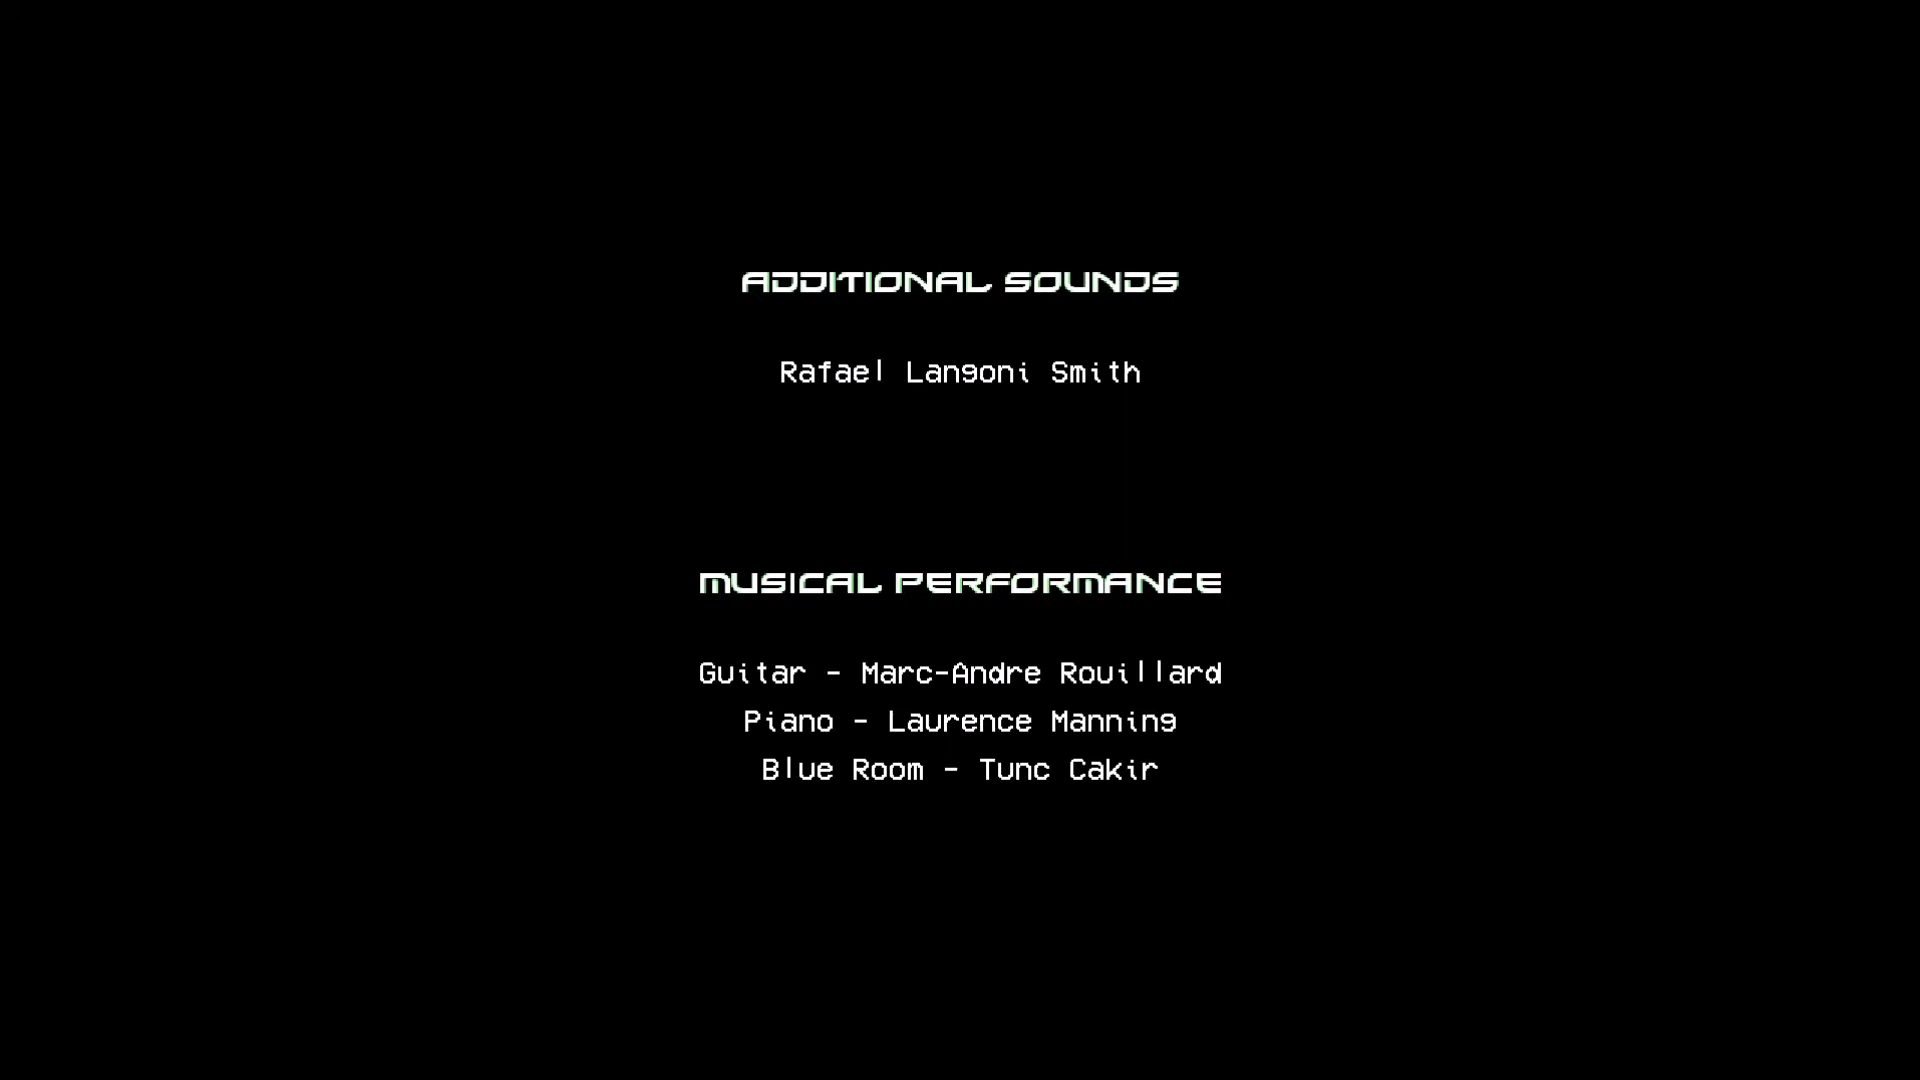 ADDITIONAL SOUNDS
Rafael Langoni Smith
MUSICAL PERFORMANCE
Guitar - Marc-Andre Rouillard
Piano - Laurence Manning
Blue Room - Tunc Cakir